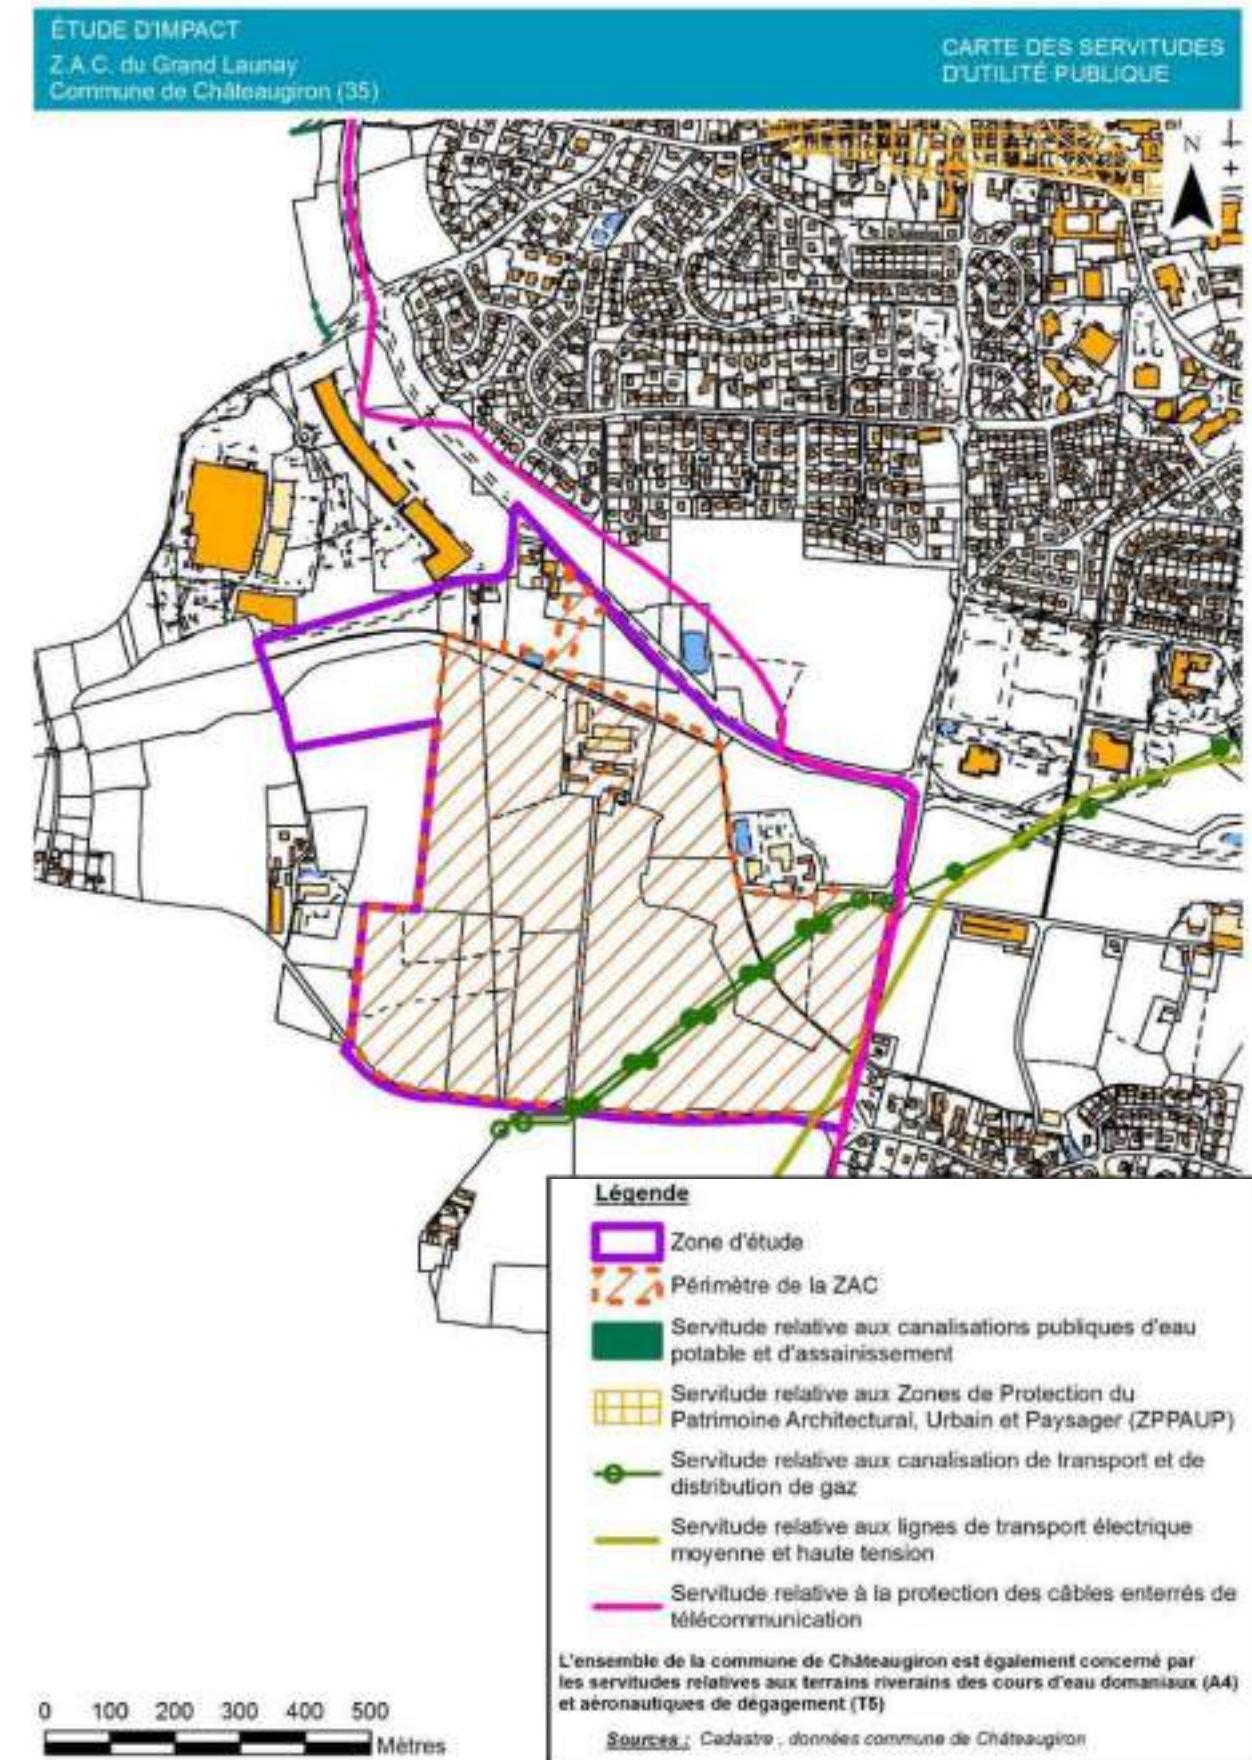 ÉTUDE D'IMPACT
Z.A.C. du Grand Launay
Commune de Châteaugiron (35)
CARTE DES SERVITUDES
D'UTILITÉ PUBLIQUE
N
Légende
Zone d'étude
Périmètre de la ZAC
Servitude relative aux canalisations publiques d'eau
potable et d'assainissement
Servitude relative aux Zones de Protection du
Patrimoine Architectural, Urbain et Paysager (ZPPAUP)
Servitude relative aux canalisation de transport et de
distribution de gaz
Servitude relative aux lignes de transport électrique
moyenne et haute tension
Servitude relative à la protection des câbles enterrés de
télécommunication
L'ensemble de la commune de Châteaugiron est également concerné par
les servitudes relatives aux terrains riverains des cours d'eau domaniaux (A4)
et aéronautiques de dégagement (T5)
Sources : Cadastre , données commune de Châteaugiron
0 100 200 300 400 500
Mètres